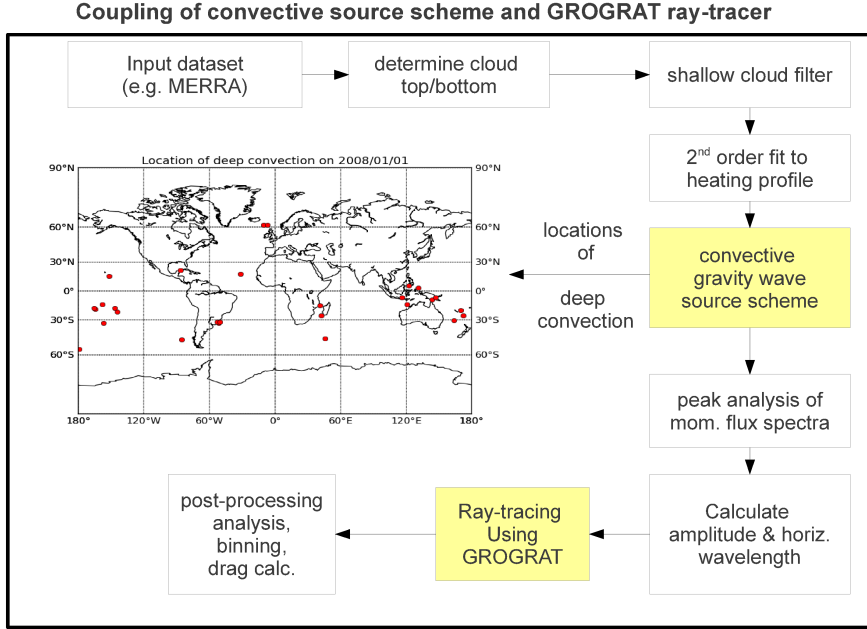 Coupling of convective source scheme and GROGRAT ray-tracer
Input dataset
(e.g. MERRA)
determine cloud
top/bottom
shallow cloud filter
2nd order fit to
heating profile
Location of deep convection on 2008/01/01
90°N
90°N
60°N
60°N
30°N
30°N
0°
0°
30°S
30°S
60°S
60°S
180°
120°W
60°W
0°
60°E
120°E
180°
locations
of
deep
convection
convective
gravity wave
source scheme
peak analysis of
mom. flux spectra
Calculate
amplitude & horiz.
wavelength
Ray-tracing
Using
GROGRAT
post-processing
analysis,
binning,
drag calc.